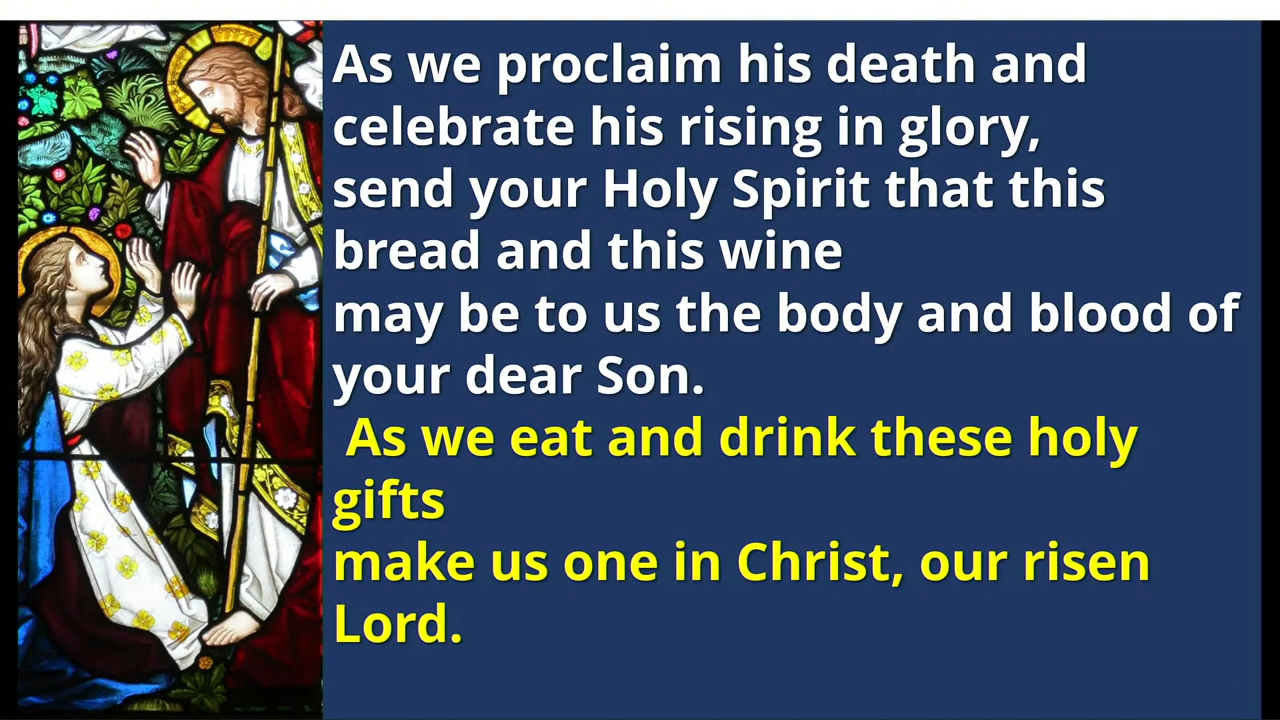 As we proclaim his death and
celebrate his rising in glory,
send your Holy Spirit that this
bread and this wine
may be to us the body and blood of
your dear Son.
As we eat and drink these holy
gifts
make us one in Christ, our risen
Lord.